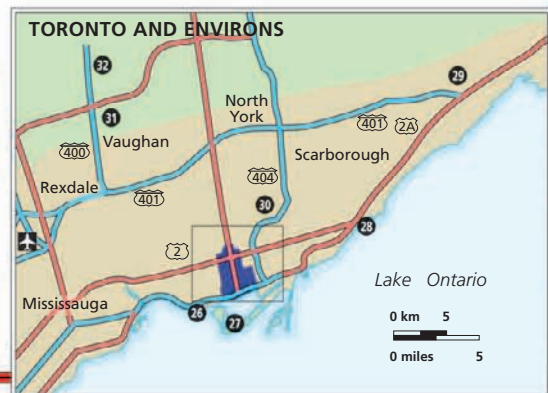 TORONTO AND ENVIRONS
32
29
31
North
York
Vaughan
401
2A
400
Scarborough
Rexdale
401
404
30
28
2
Lake Ontario
Mississauga
26
27
0 km 5
0 miles 5